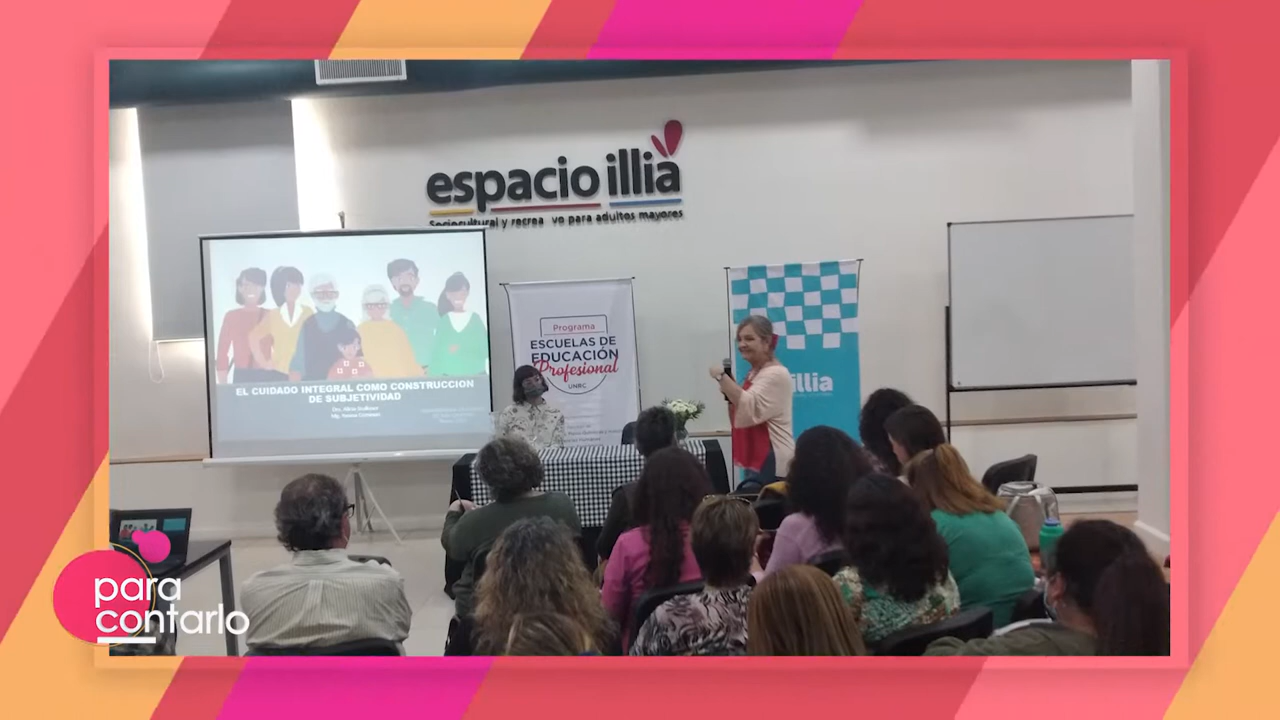 espacio illia
Sociocultural y recrea vo para adultos mayores
EL CUIDADO INTEGRAL COMO CONSTRUCCION
DE SUBJETIVIDAD
Programa
ESCUELAS DE
EDUCACIÓN
Profesional
UNRC
illia
para
contarlo